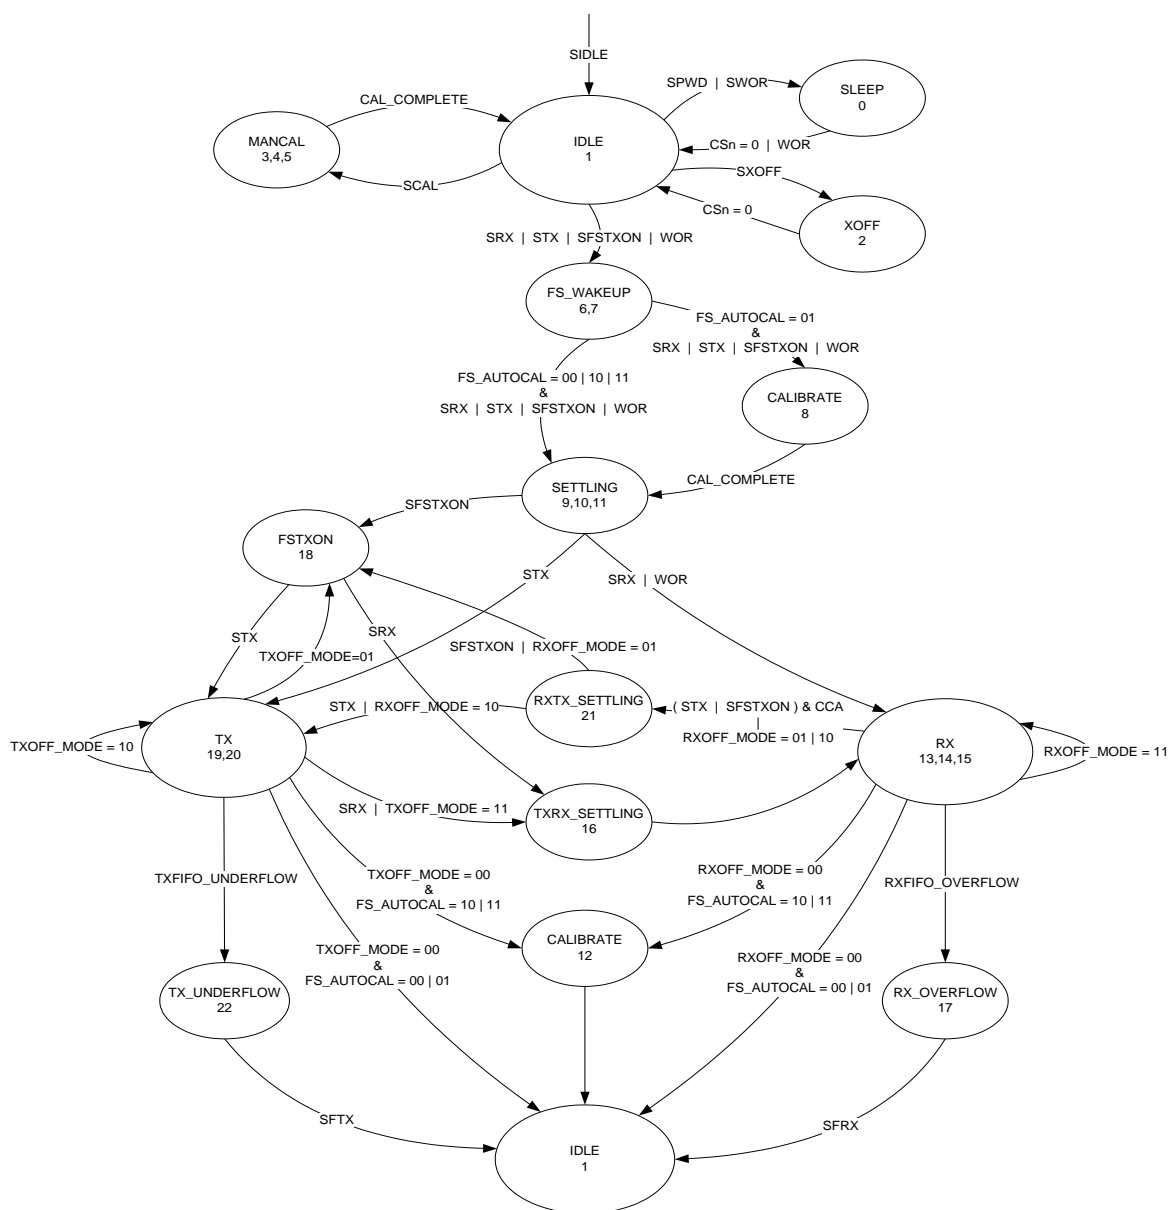 SIDLE
SPWD | SWOR
SLEEP
0
CAL_COMPLETE
MANCAL
3,4,5
IDLE
1
CSn = 0 | WOR
SXOFF
SCAL
CSn = 0
XOFF
2
SRX | STX | SFSTXON | WOR
FS_WAKEUP
6,7
FS_AUTOCAL = 01
&
SRX | STX | SFSTXON | WOR
FS_AUTOCAL = 00 | 10 | 11
&
SRX | STX | SFSTXON | WOR
CALIBRATE
8
CAL_COMPLETE
SETTLING
9,10,11
SFSTXON
FSTXON
18
STX
SRX | WOR
STX
SRX
TXOFF_MODE=01
SFSTXON | RXOFF_MODE = 01
RXTX_SETTLING
21
STX | RXOFF_MODE = 10
( STX | SFSTXON ) & CCA
|
RXOFF_MODE = 01 | 10
TXOFF_MODE = 10
TX
19,20
RX
13,14,15
RXOFF_MODE = 11
SRX | TXOFF_MODE = 11
TXRX_SETTLING
16
TXFIFO_UNDERFLOW
TXOFF_MODE = 00
&
FS_AUTOCAL = 10 | 11
RXOFF_MODE = 00
&
FS_AUTOCAL = 10 | 11
RXFIFO_OVERFLOW
CALIBRATE
12
TXOFF_MODE = 00
&
FS_AUTOCAL = 00 | 01
RXOFF_MODE = 00
&
FS_AUTOCAL = 00 | 01
TX_UNDERFLOW
22
RX_OVERFLOW
17
SFTX
SFRX
IDLE
1